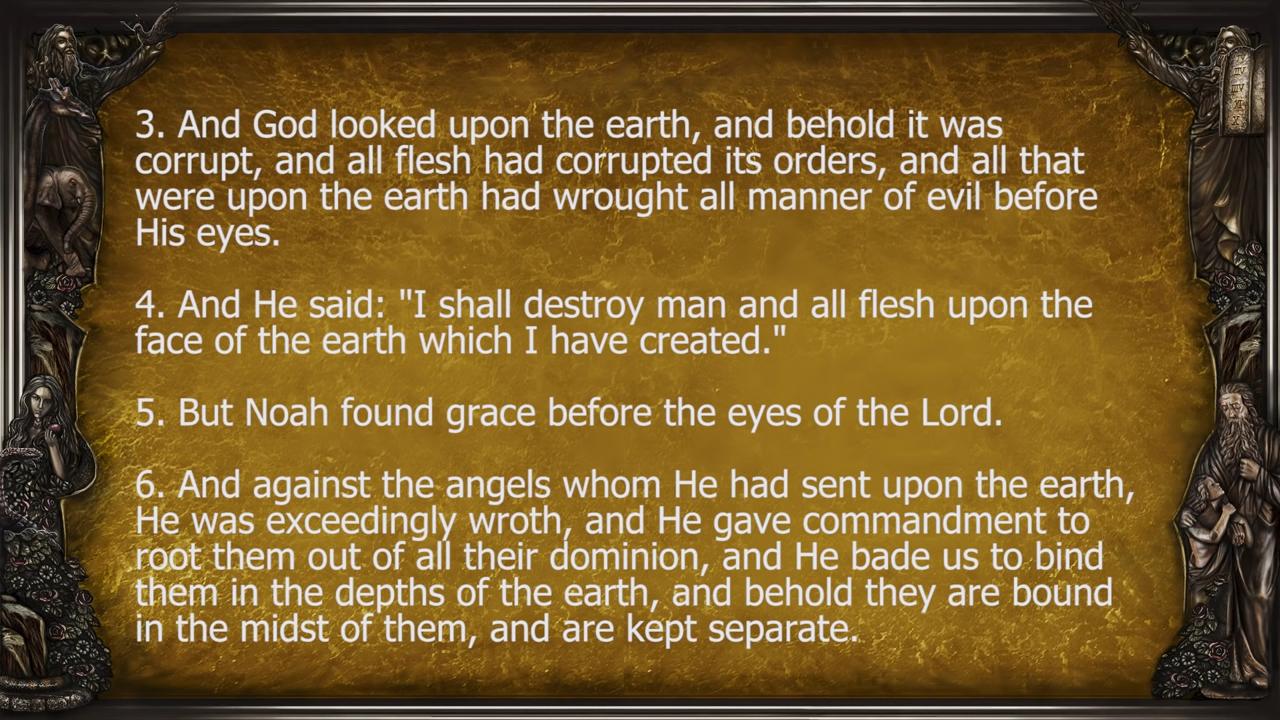 3. And God looked upon the earth, and behold it was
corrupt, and all flesh had corrupted its orders, and all that
were upon the earth had wrought all manner of evil before
His eyes.
4. And He said: "I shall destroy man and all flesh upon the
face of the earth which I have created."
5. But Noah found grace before the eyes of the Lord.
6. And against the angels whom He had sent upon the earth,
He was exceedingly wroth, and He gave commandment to
root them out of all their dominion, and He bade us to bind
them in the depths of the earth, and behold they are bound
in the midst of them, and are kept separate.